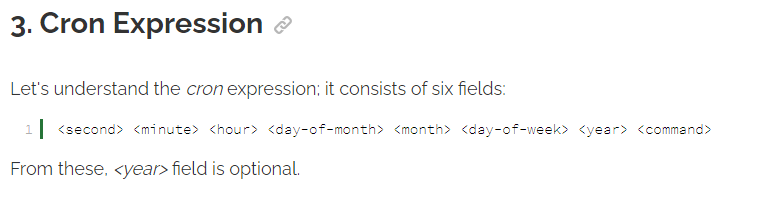 3. Cron Expression
Let's understand the cron expression; it consists of six fields:
1 <second> <minute> <hour> <day-of-month> <month> <day-of-week> <year> <command>
From these, <year> field is optional.